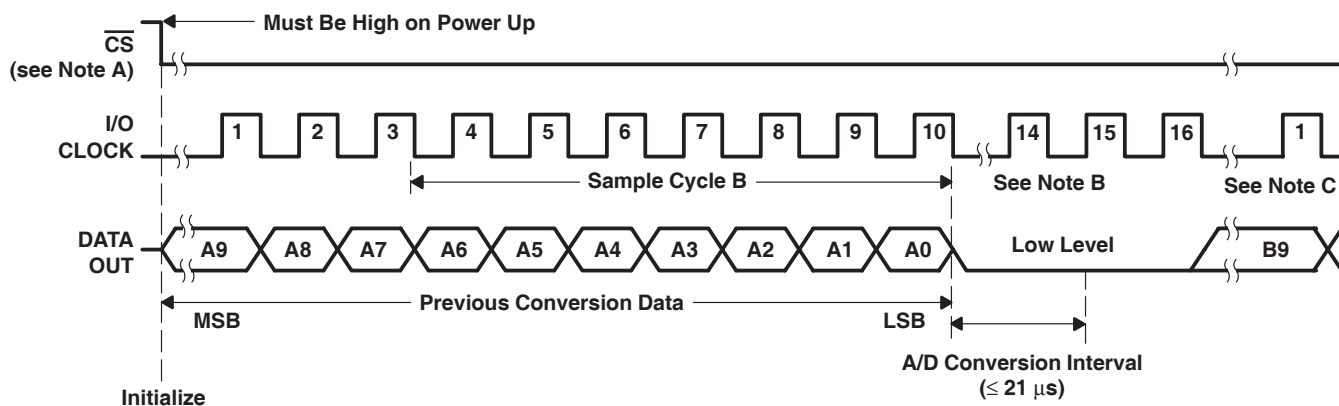 Must Be High on Power Up
CS
(see Note A)
I/O
CLOCK
1 2 3 4 5 6 7 8 9 10 14 15 16 1
Sample Cycle B
See Note B
See Note C
DATA
OUT
A9 A8 A7 A6 A5 A4 A3 A2 A1 A0
Low Level
B9
Previous Conversion Data
MSB
LSB
A/D Conversion Interval
(≤ 21 μs)
Initialize